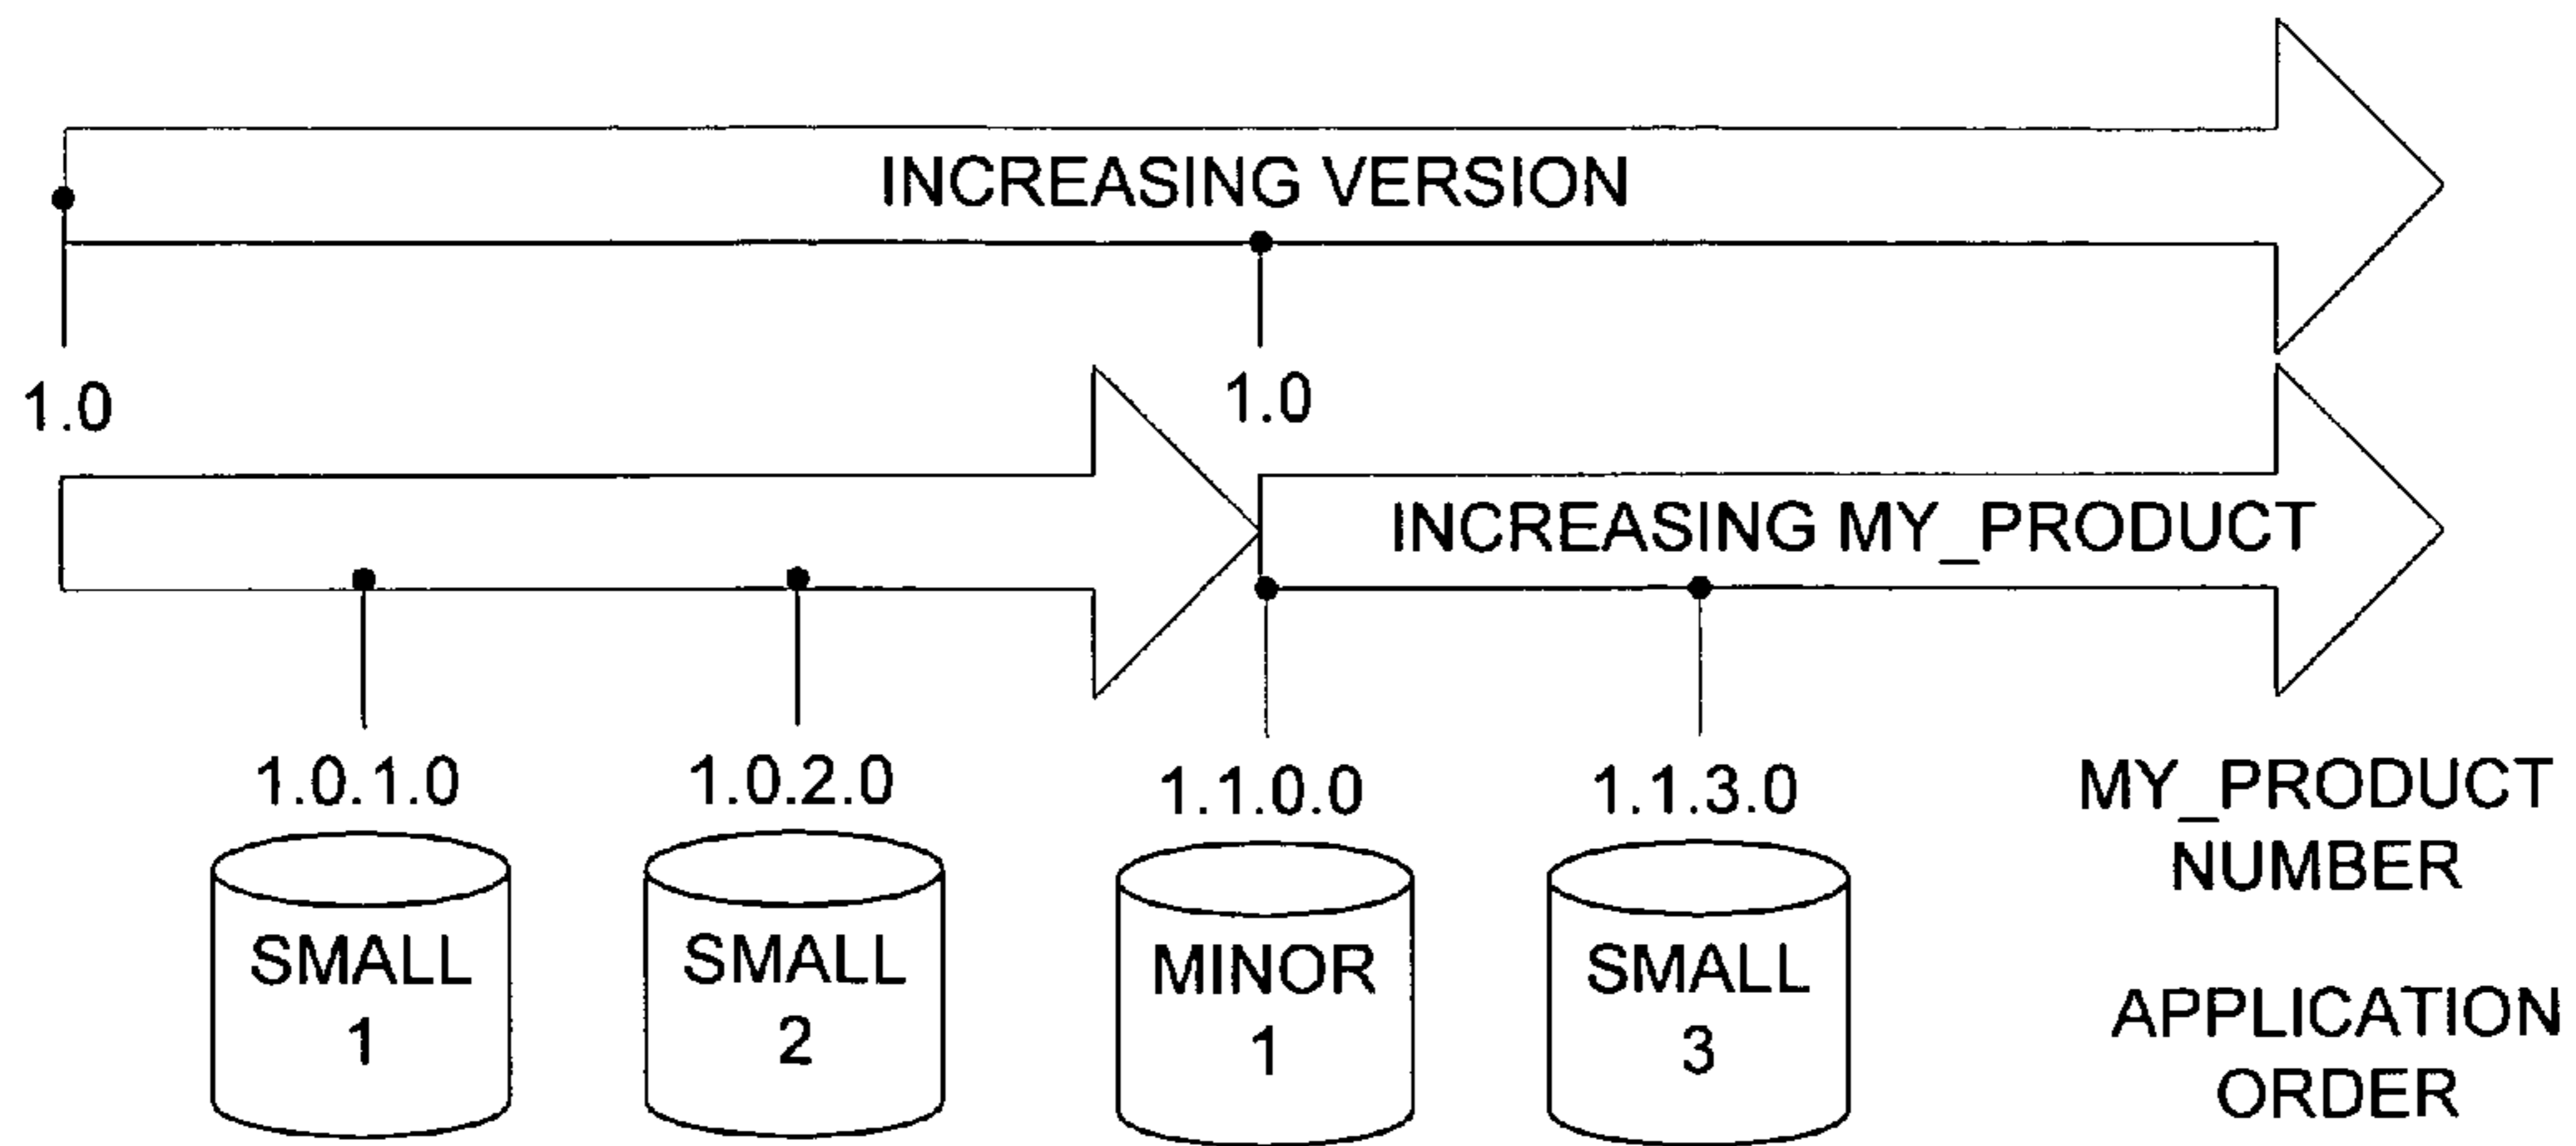 INCREASING VERSION
1.0
1.0
INCREASING MY_PRODUCT
1.0.1.0
1.0.2.0
1.1.0.0
1.1.3.0
MY_PRODUCT
NUMBER
SMALL
1
SMALL
2
MINOR
1
SMALL
3
APPLICATION
ORDER